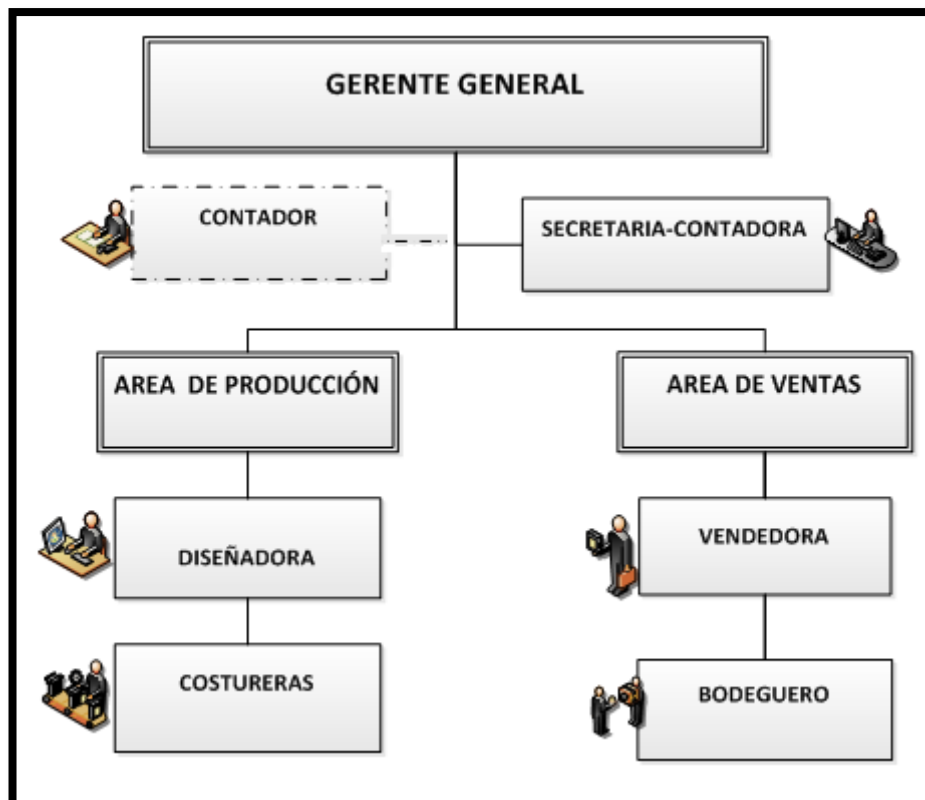 GERENTE GENERAL
CONTADOR
SECRETARIA-CONTADORA
AREA DE PRODUCCIÓN
AREA DE VENTAS
DISEÑADORA
VENDEDORA
COSTURERAS
BODEGUERO